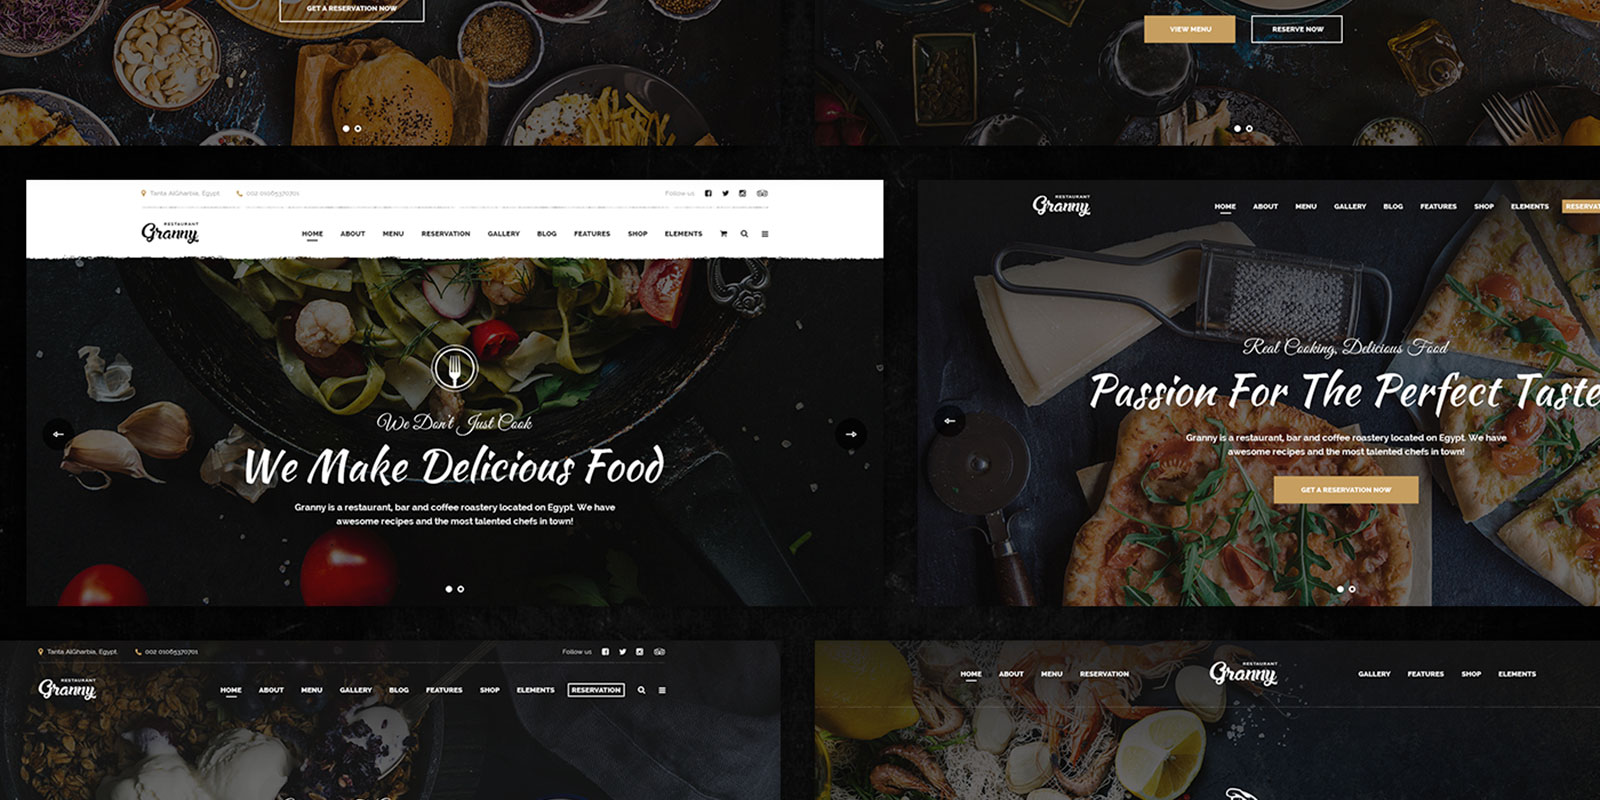 GET A RESERVATION NOW
VIEW MENU
RESERVE NOW
Tanta AlGharbia, Egypt
002 01065370701
Follow us
RESTAURANT
Granny
HOME ABOUT MENU RESERVATION GALLERY BLOG FEATURES SHOP ELEMENTS
We Don't Just Cook
We Make Delicious Food
Granny is a restaurant, bar and coffee roastery located on Egypt. We have
awesome recipes and the most talented chefs in town!
RESTAURANT
Granny
HOME ABOUT MENU GALLERY BLOG FEATURES SHOP ELEMENTS RESERVAT
Real Cooking, Delicious Food
Passion For The Perfect Taste
Granny is a restaurant, bar and coffee roastery located on Egypt. We have
awesome recipes and the most talented chefs in town!
GET A RESERVATION NOW
Tanta AlGharbia, Egypt.
002 01065370701
Follow us
RESTAURANT
Granny
HOME ABOUT MENU GALLERY BLOG FEATURES SHOP ELEMENTS RESERVATION
HOME ABOUT MENU RESERVATION
RESTAURANT
Granny
GALLERY FEATURES SHOP ELEMENTS